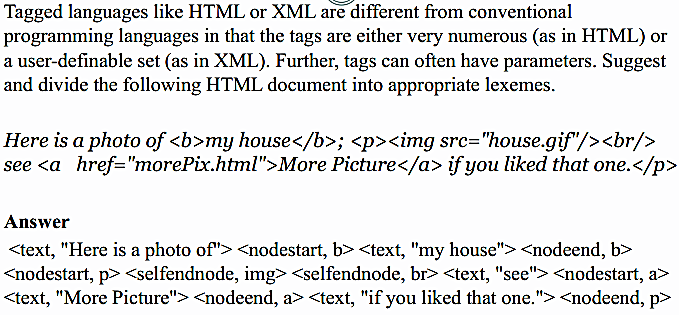 Tagged languages like HTML or XML are different from conventional
programming languages in that the tags are either very numerous (as in HTML) or
a user-definable set (as in XML). Further, tags can often have parameters. Suggest
and divide the following HTML document into appropriate lexemes.
Here is a photo of <b>my house</b>; <p><img src="house.gif"/><br/>
see <a href="morePix.html">More Picture</a> if you liked that one.</p>
Answer
<text, "Here is a photo of"> <nodestart, b> <text, "my house"> <nodeend, b>
<nodestart, p> <selfendnode, img> <selfendnode, br> <text, "see"> <nodestart, a>
<text, "More Picture"> <nodeend, a> <text, "if you liked that one."> <nodeend, p>